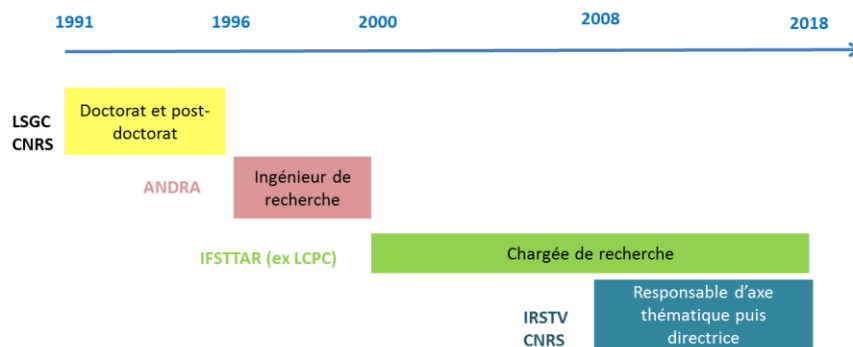 1991 1996 2000 2008 2018
LSGC
CNRS
Doctorat et post-
doctorat
ANDRA
Ingénieur de
recherche
IFSTTAR (ex LCPC)
Chargée de recherche
IRSTV
CNRS
Responsable d'axe
thématique puis
directrice